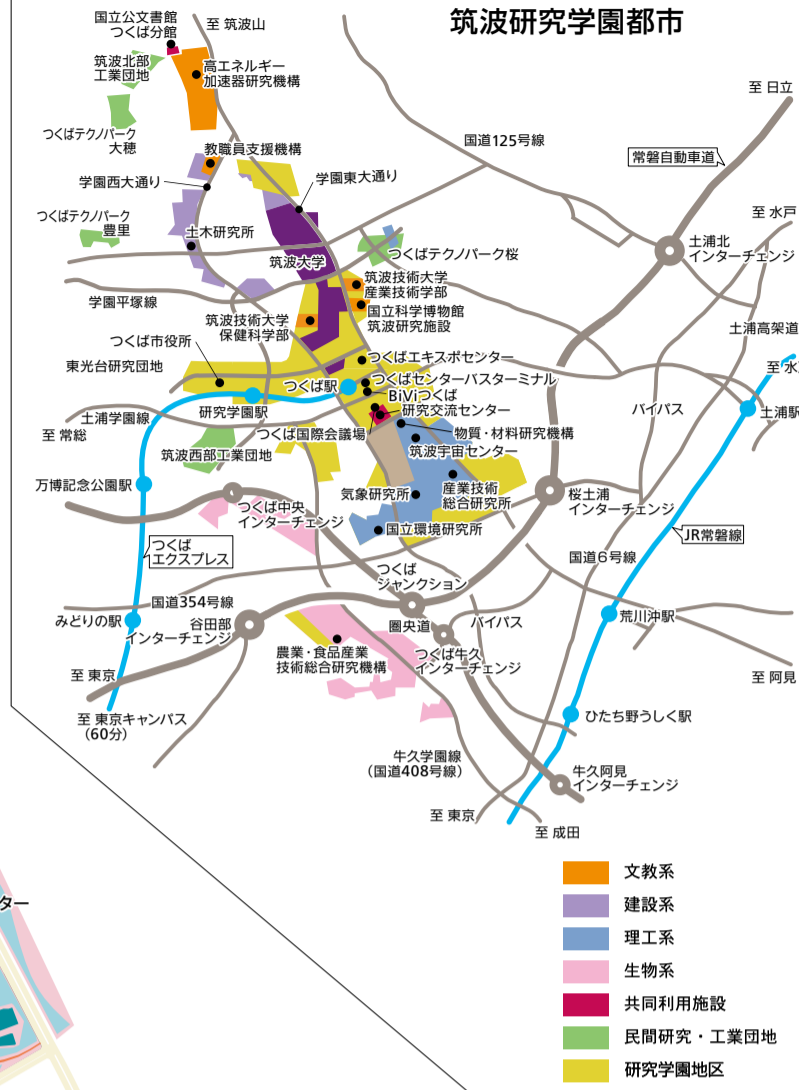 筑波研究学園都市
国立公文書館
つくば分館
至 筑波山
筑波北部
工業団地
高エネルギー
加速器研究機構
つくばテクノパーク
大穂
至 日立
国道125号線
常磐自動車道
教職員支援機構
学園西大通り
学園東大通り
至 水戸
つくばテクノパーク
豊里
土木研究所
土浦北
インターチェンジ
つくばテクノパーク桜
筑波大学
筑波技術大学
産業技術学部
学園平塚線
国立科学博物館
筑波研究施設
筑波技術大学
保健科学部
土浦高架道
つくば市役所
東光台研究団地
つくばエキスポセンター
つくば駅
つくばセンターバスターミナル
BiViつくば
研究交流センター
研究学園駅
土浦学園線
至 常総
バイパス
土浦駅
つくば国際会議場
物質・材料研究機構
筑波西部工業団地
筑波宇宙センター
万博記念公園駅
気象研究所
産業技術
総合研究所
桜土浦
インターチェンジ
つくば中央
インターチェンジ
国立環境研究所
JR常磐線
つくば
エクスプレス
国道6号線
つくば
ジャンクション
国道354号線
みどりの駅
谷田部
インターチェンジ
圏央道
バイパス
荒川沖駅
農業・食品産業
技術総合研究機構
つくば牛久
インターチェンジ
至 東京
至 阿見
至 東京キャンパス
(60分)
ひたち野うしく駅
牛久学園線
(国道408号線)
牛久阿見
インターチェンジ
至 東京
至 成田
文教系
建設系
理工系
生物系
共同利用施設
民間研究・工業団地
研究学園地区
ター